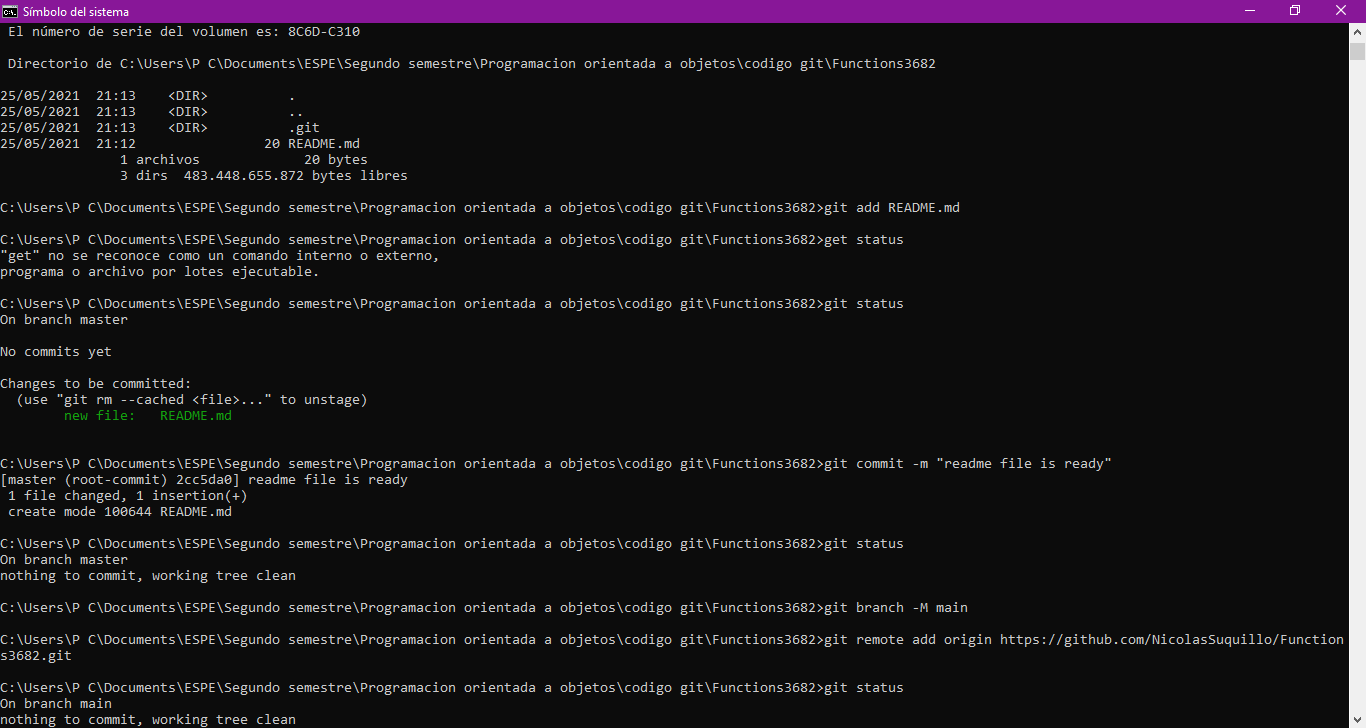 Símbolo del sistema
 El número de serie del volumen es: 8C6D-C310
 Directorio de C:\Users\P C\Documents\ESPE\Segundo semestre\Programacion orientada a objetos\codigo git\Functions3682
25/05/2021  21:13    <DIR>          .
25/05/2021  21:13    <DIR>          ..
25/05/2021  21:13    <DIR>          .git
25/05/2021  21:12                20 README.md
               1 archivos             20 bytes
               3 dirs  483.448.655.872 bytes libres
C:\Users\P C\Documents\ESPE\Segundo semestre\Programacion orientada a objetos\codigo git\Functions3682>git add README.md
C:\Users\P C\Documents\ESPE\Segundo semestre\Programacion orientada a objetos\codigo git\Functions3682>get status
"get" no se reconoce como un comando interno o externo,
programa o archivo por lotes ejecutable.
C:\Users\P C\Documents\ESPE\Segundo semestre\Programacion orientada a objetos\codigo git\Functions3682>git status
On branch master
No commits yet
Changes to be committed:
  (use "git rm --cached <file>..." to unstage)
        new file:   README.md
C:\Users\P C\Documents\ESPE\Segundo semestre\Programacion orientada a objetos\codigo git\Functions3682>git commit -m "readme file is ready"
[master (root-commit) 2cc5da0] readme file is ready
 1 file changed, 1 insertion(+)
 create mode 100644 README.md
C:\Users\P C\Documents\ESPE\Segundo semestre\Programacion orientada a objetos\codigo git\Functions3682>git status
On branch master
nothing to commit, working tree clean
C:\Users\P C\Documents\ESPE\Segundo semestre\Programacion orientada a objetos\codigo git\Functions3682>git branch -M main
C:\Users\P C\Documents\ESPE\Segundo semestre\Programacion orientada a objetos\codigo git\Functions3682>git remote add origin https://github.com/NicolasSuquillo/Function
s3682.git
C:\Users\P C\Documents\ESPE\Segundo semestre\Programacion orientada a objetos\codigo git\Functions3682>git status
On branch main
nothing to commit, working tree clean